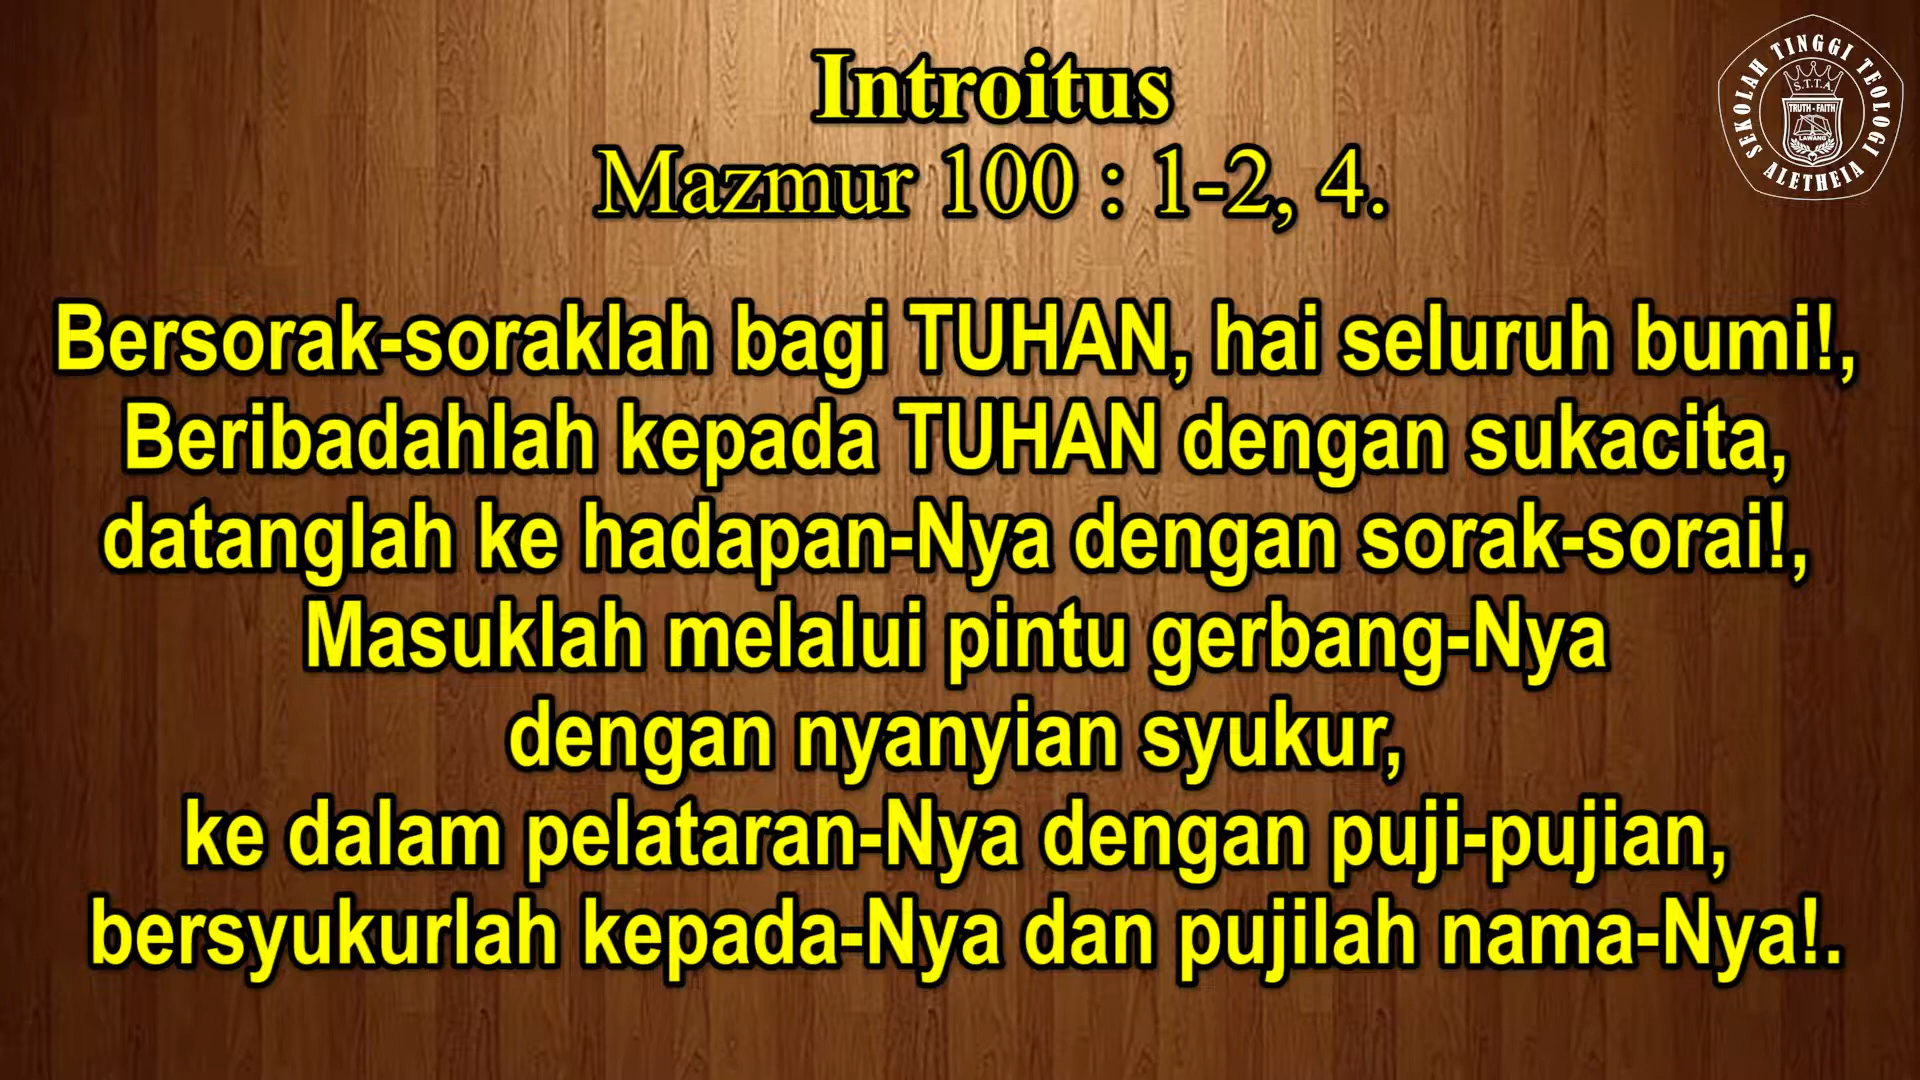 Introitus
Mazmur 100 : 1-2, 4.
Bersorak-soraklah bagi TUHAN, hai seluruh bumi!,
Beribadahlah kepada TUHAN dengan sukacita,
datanglah ke hadapan-Nya dengan sorak-sorai!,
Masuklah melalui pintu gerbang-Nya
dengan nyanyian syukur,
ke dalam pelataran-Nya dengan puji-pujian,
bersyukurlah kepada-Nya dan pujilah nama-Nya!.
SEKOLAH TINGGI TEOLOGI
ALETHEIA
S.T.T.A.
TRUTH - FAITH
LAWANG